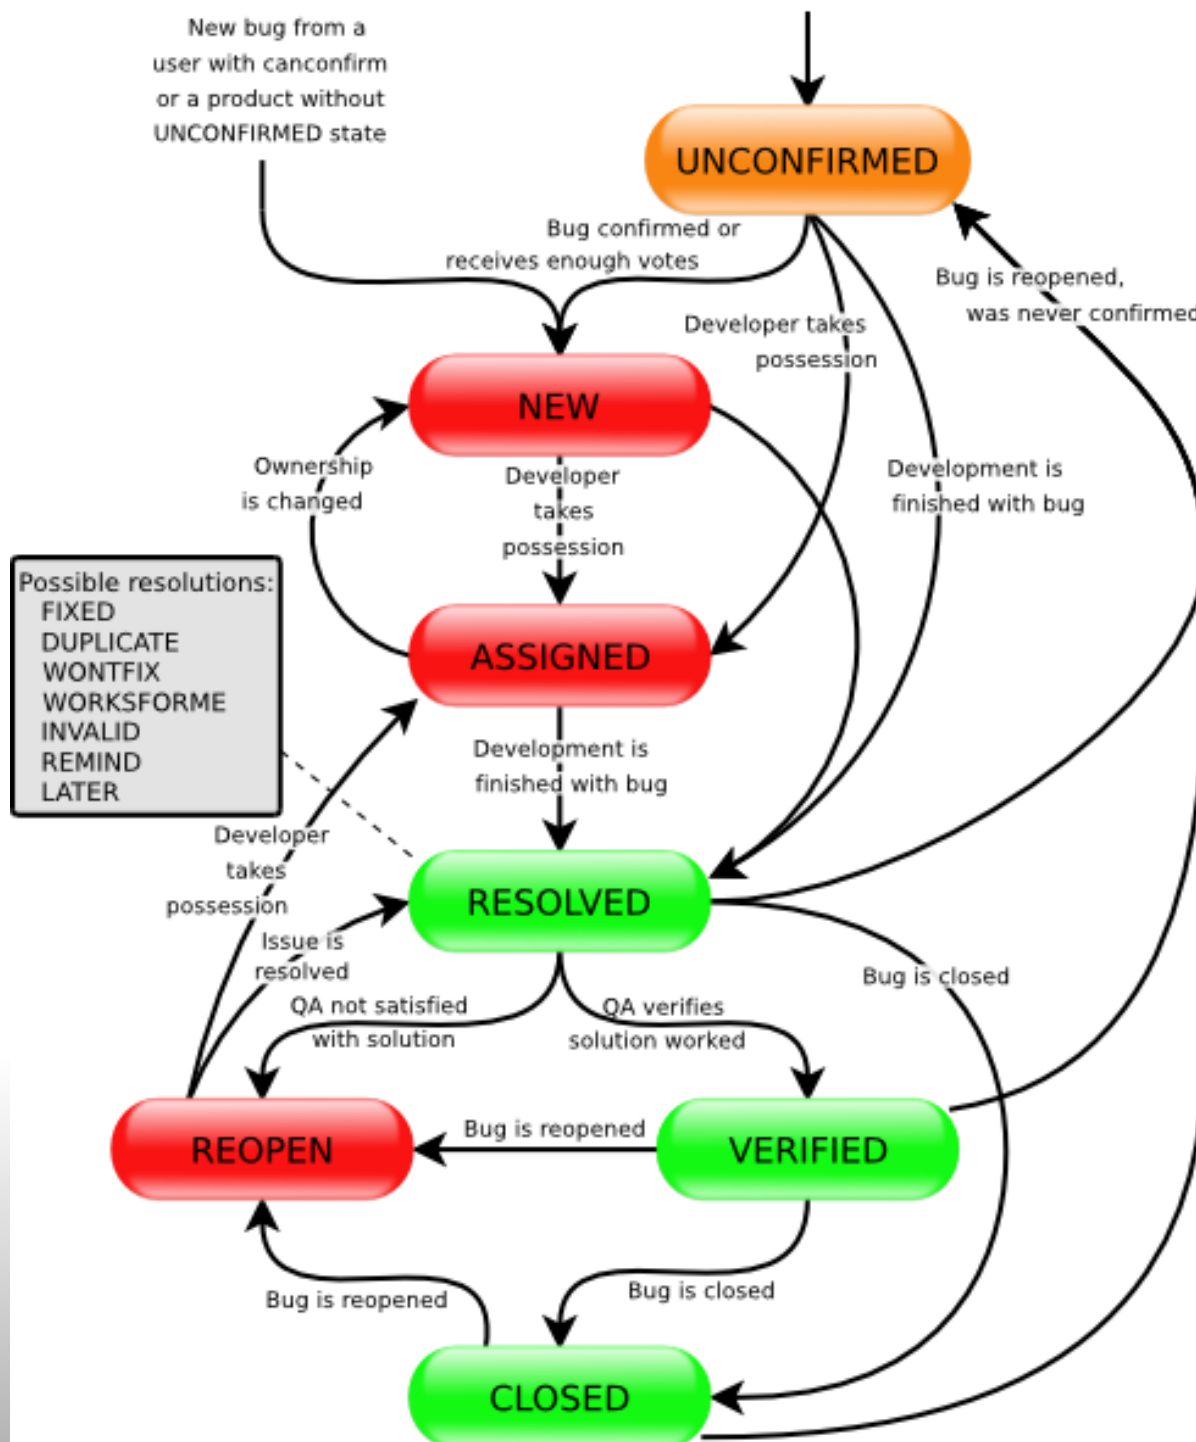 New bug from a
user with canconfirm
or a product without
UNCONFIRMED state
UNCONFIRMED
Bug confirmed or
receives enough votes
Bug is reopened,
was never confirmed
Developer takes
possession
NEW
Ownership
is changed
Developer
takes
possession
Development is
finished with bug
Possible resolutions:
FIXED
DUPLICATE
WONTFIX
WORKSFORME
INVALID
REMIND
LATER
ASSIGNED
Development is
finished with bug
Developer
takes
possession
RESOLVED
Issue is
resolved
Bug is closed
QA not satisfied
with solution
QA verifies
solution worked
REOPEN
Bug is reopened
VERIFIED
Bug is reopened
Bug is closed
CLOSED